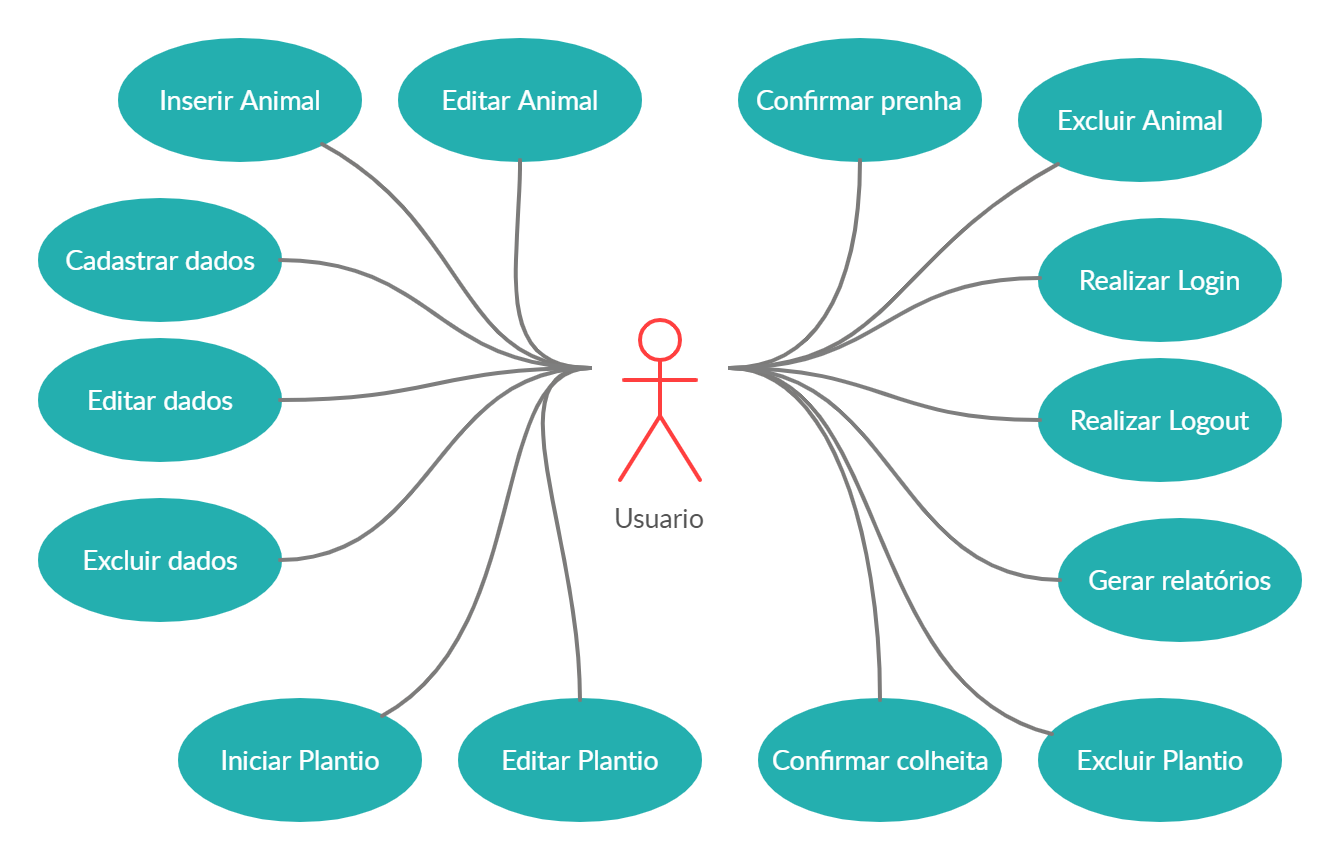 Inserir Animal
Editar Animal
Confirmar prenha
Excluir Animal
Cadastrar dados
Realizar Login
Editar dados
Realizar Logout
Usuario
Excluir dados
Gerar relatórios
Iniciar Plantio
Editar Plantio
Confirmar colheita
Excluir Plantio